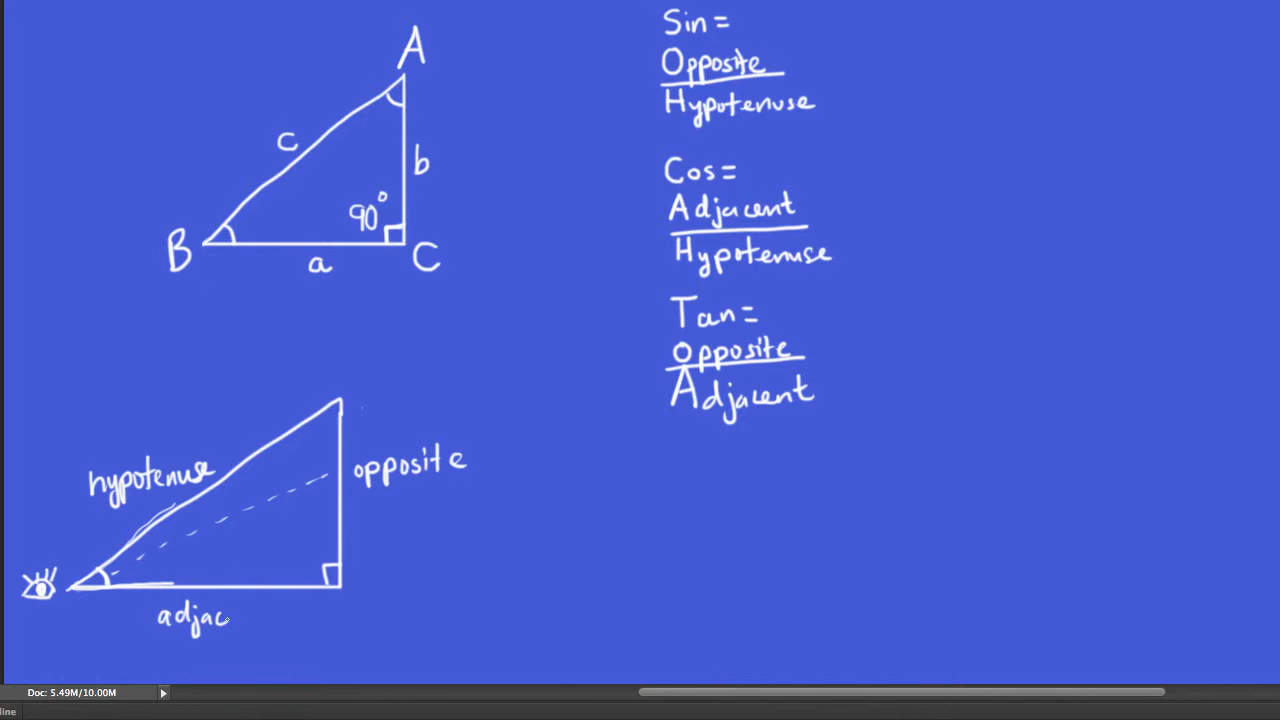 A
c
b
90°
B
a
C
Sin=
Opposite
Hypotenuse
Cos=
Adjacent
Hypotenuse
Tan=
opposite
Adjacent
hypotenuse
opposite
adjac
Doc: 5.49M/10.00M
line